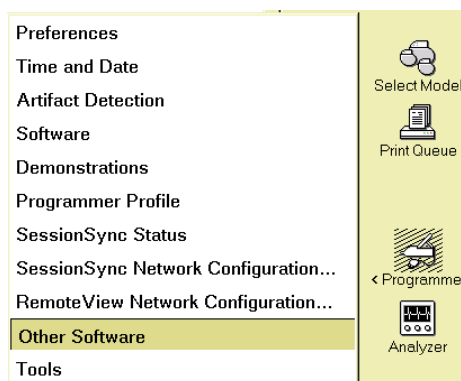 Preferences
Time and Date
Artifact Detection
Software
Demonstrations
Programmer Profile
SessionSync Status
SessionSync Network Configuration...
RemoteView Network Configuration...
Other Software
Tools
Select Model
Print Queue
< Programme
Analyzer